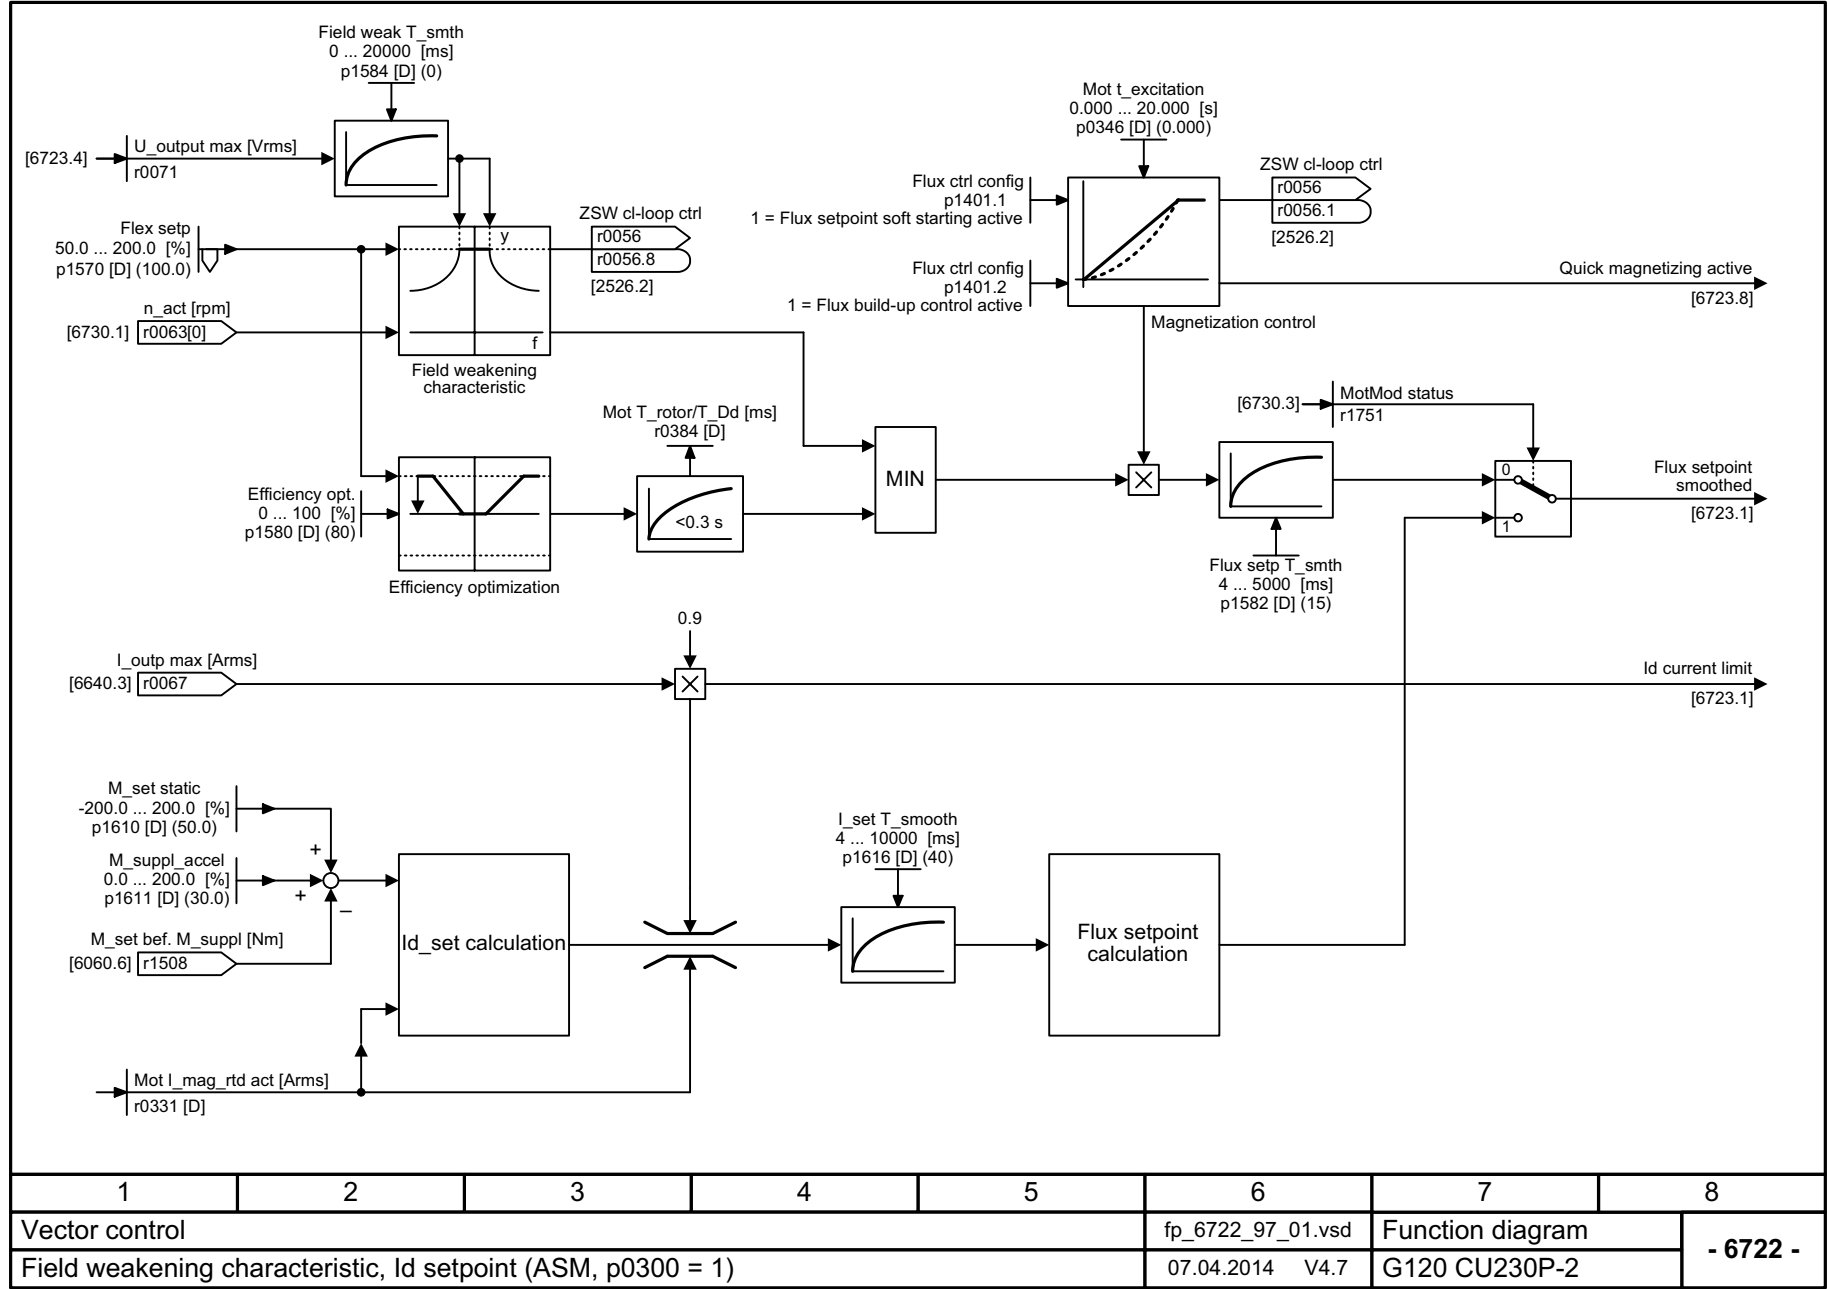 Field weak T_smth
0 ... 20000 [ms]
p1584 [D] (0)
[6723.4]
U_output max [Vrms]
r0071
Flex setp
50.0 ... 200.0 [%]
p1570 [D] (100.0)
n_act [rpm]
[6730.1]
r0063[0]
y
f
Field weakening
characteristic
ZSW cl-loop ctrl
r0056
r0056.8
[2526.2]
Mot t_excitation
0.000 ... 20.000 [s]
p0346 [D] (0.000)
Flux ctrl config
p1401.1
1 = Flux setpoint soft starting active
Flux ctrl config
p1401.2
1 = Flux build-up control active
Magnetization control
ZSW cl-loop ctrl
r0056
r0056.1
[2526.2]
Quick magnetizing active
[6723.8]
Efficiency opt.
0 ... 100 [%]
p1580 [D] (80)
Efficiency optimization
Mot T_rotor/T_Dd [ms]
r0384 [D]
<0.3 s
MIN
[6730.3]
MotMod status
r1751
Flux setp T_smth
4 ... 5000 [ms]
p1582 [D] (15)
0
1
Flux setpoint
smoothed
[6723.1]
0.9
I_outp max [Arms]
[6640.3]
r0067
Id current limit
[6723.1]
M_set static
-200.0 ... 200.0 [%]
p1610 [D] (50.0)
+
M_suppl_accel
0.0 ... 200.0 [%]
p1611 [D] (30.0)
+
–
M_set bef. M_suppl [Nm]
[6060.6]
r1508
Id_set calculation
I_set T_smooth
4 ... 10000 [ms]
p1616 [D] (40)
Flux setpoint
calculation
Mot I_mag_rtd act [Arms]
r0331 [D]
1 2 3 4 5 6 7 8
Vector control
fp_6722_97_01.vsd
Function diagram
- 6722 -
Field weakening characteristic, Id setpoint (ASM, p0300 = 1)
07.04.2014 V4.7
G120 CU230P-2